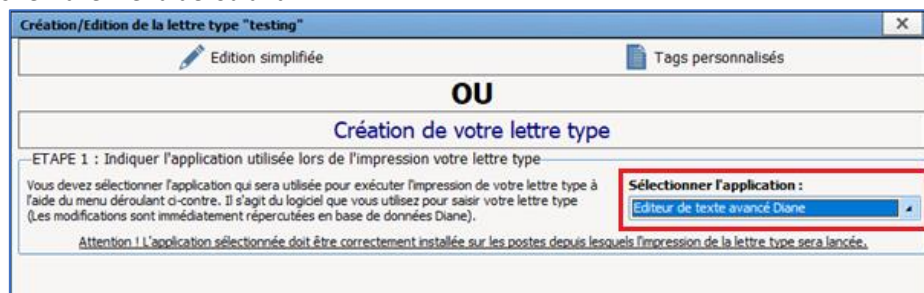 Création/Edition de la lettre type "testing"
Edition simplifiée
Tags personnalisés
OU
Création de votre lettre type
ETAPE 1 : Indiquer l'application utilisée lors de l'impression votre lettre type
Vous devez sélectionner l'application qui sera utilisée pour exécuter l'impression de votre lettre type à
l'aide du menu déroulant ci-contre. Il s'agit du logiciel que vous utilisez pour saisir votre lettre type
(Les modifications sont immédiatement répercutées en base de données Diane).
Sélectionner l'application :
Editeur de texte avancé Diane
Attention ! L'application sélectionnée doit être correctement installée sur les postes depuis lesquels l'impression de la lettre type sera lancée.